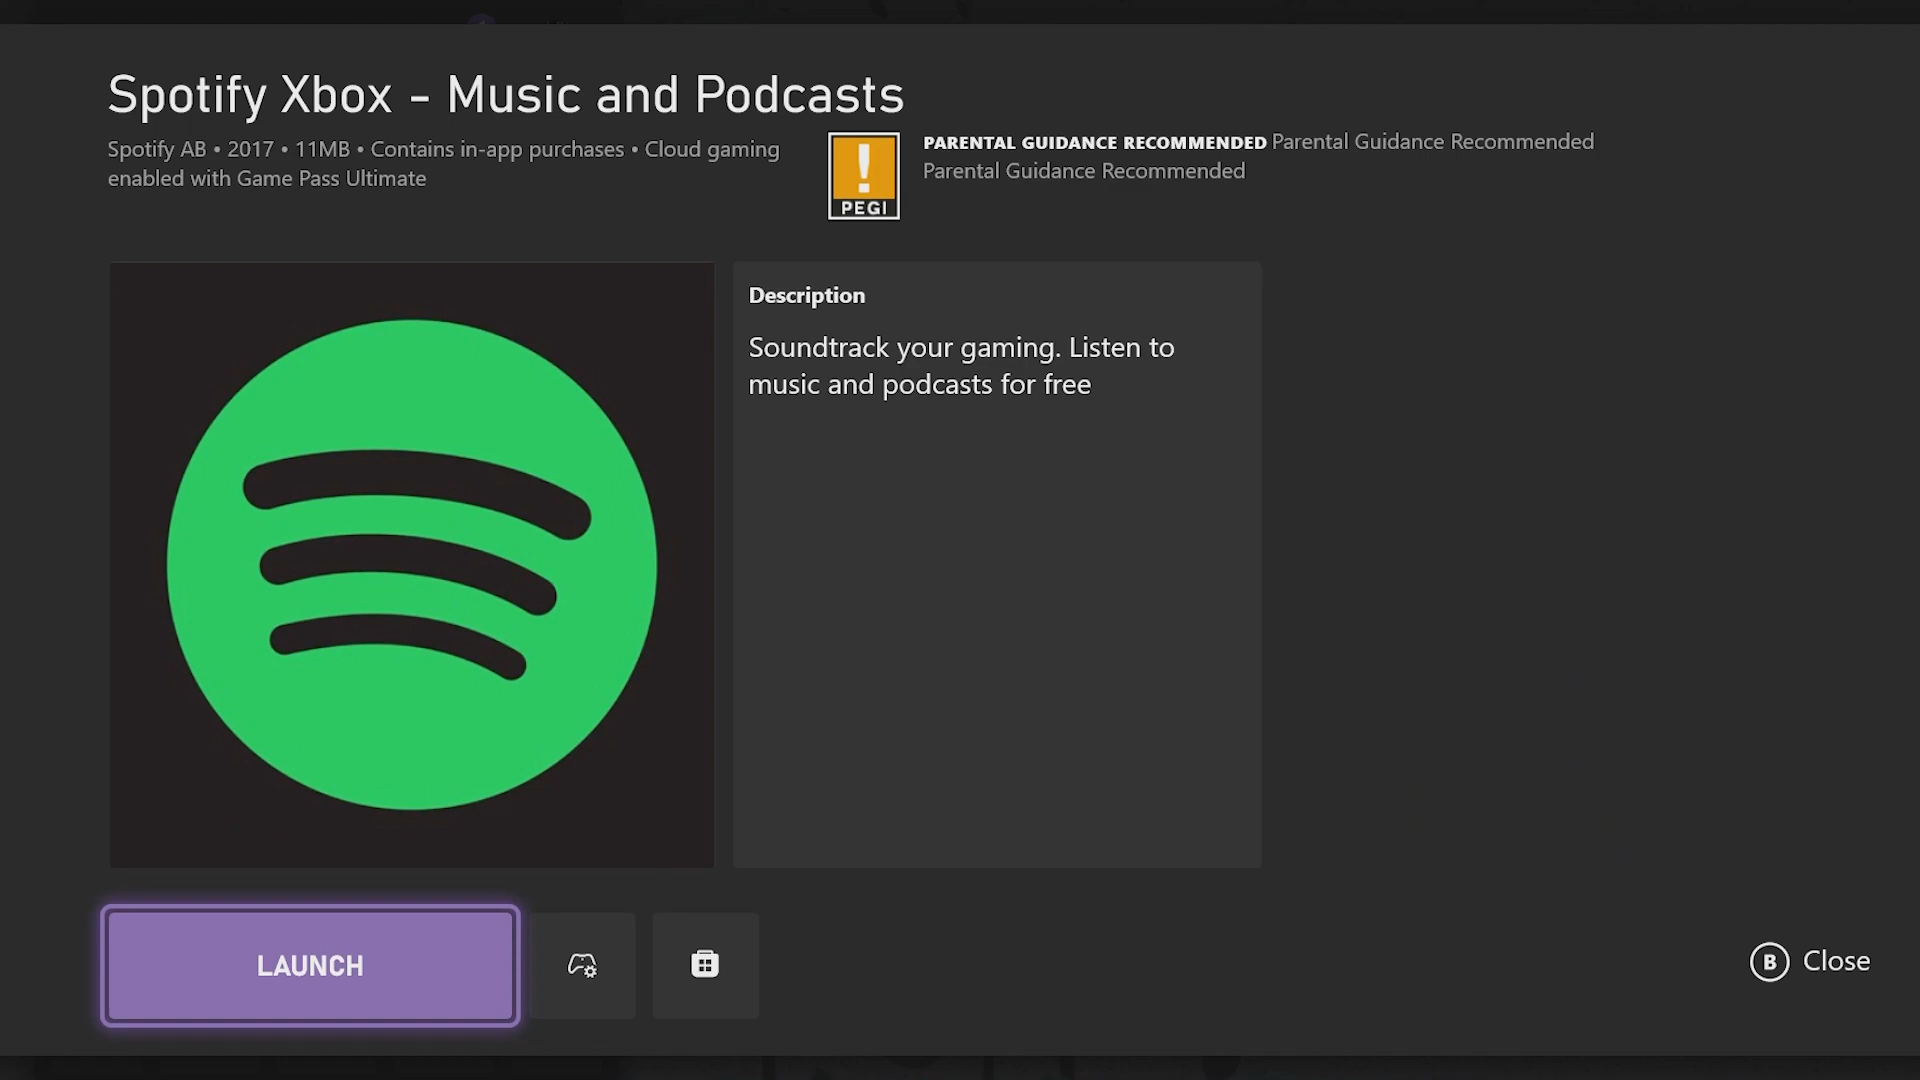 Spotify Xbox - Music and Podcasts
Spotify AB • 2017 • 11MB • Contains in-app purchases • Cloud gaming
enabled with Game Pass Ultimate
PEGI
PARENTAL GUIDANCE RECOMMENDED Parental Guidance Recommended
Parental Guidance Recommended
Description
Soundtrack your gaming. Listen to
music and podcasts for free
LAUNCH
B Close